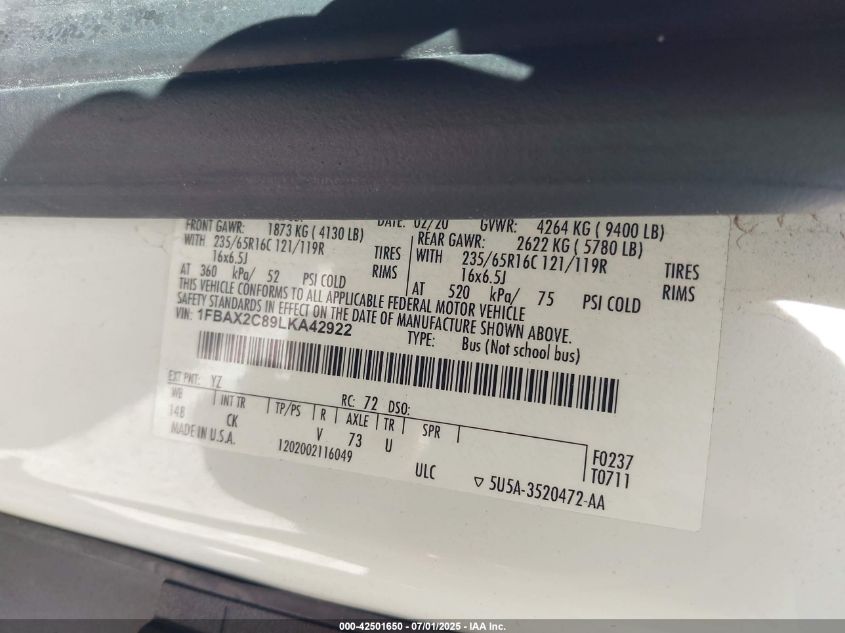 DATE: 02/20 GVWR: 4264 KG ( 9400 LB)
FRONT GAWR: 1873 KG ( 4130 LB) REAR GAWR: 2622 KG ( 5780 LB)
WITH 235/65R16C 121/119R TIRES WITH 235/65R16C 121/119R TIRES
16x6.5J RIMS 16x6.5J RIMS
AT 360 kPa/ 52 PSI COLD AT 520 kPa/ 75 PSI COLD
THIS VEHICLE CONFORMS TO ALL APPLICABLE FEDERAL MOTOR VEHICLE
SAFETY STANDARDS IN EFFECT ON THE DATE OF MANUFACTURE SHOWN ABOVE.
VIN: 1FBAX2C89LKA42922
TYPE: Bus (Not school bus)
EXT PNT: YZ RC: 72 DSO:
WB INT TR TP/PS R AXLE TR SPR
14B CK V 73 U F0237
MADE IN U.S.A. 1202002116049 T0711
ULC ▽ 5U5A-3520472-AA
000-42501650 - 07/01/2025 - IAA Inc.